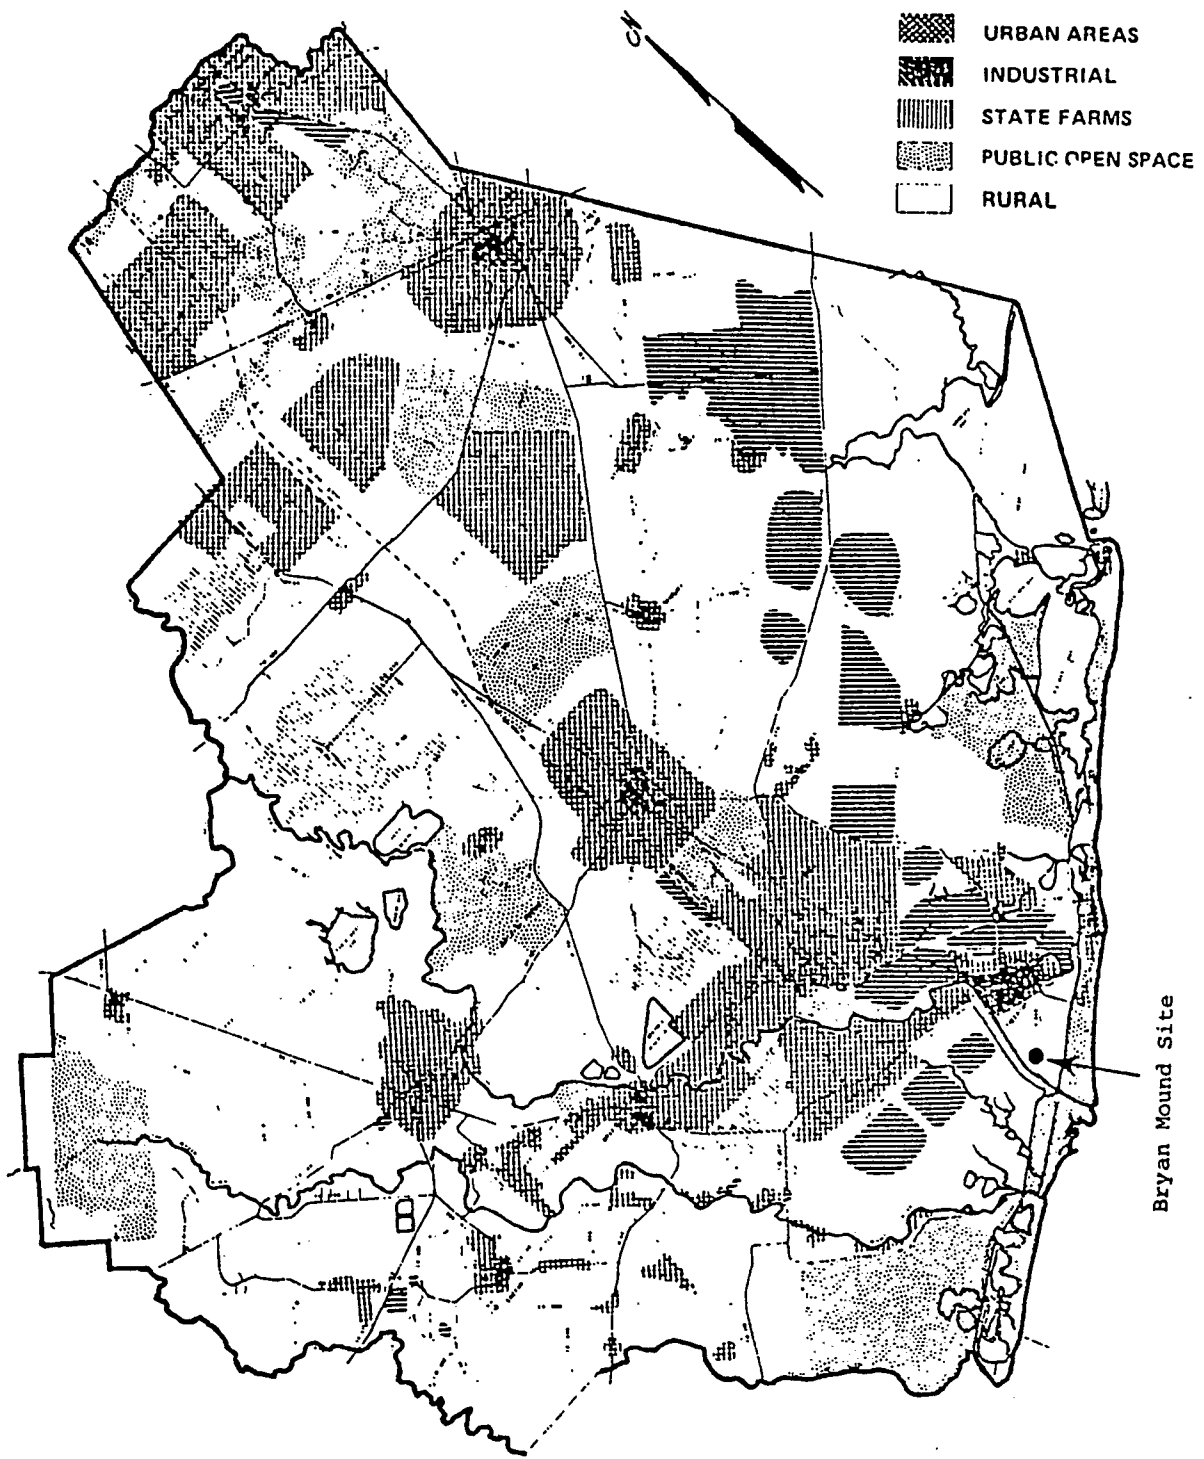 URBAN AREAS
INDUSTRIAL
STATE FARMS
PUBLIC OPEN SPACE
RURAL
Bryan Mound Site